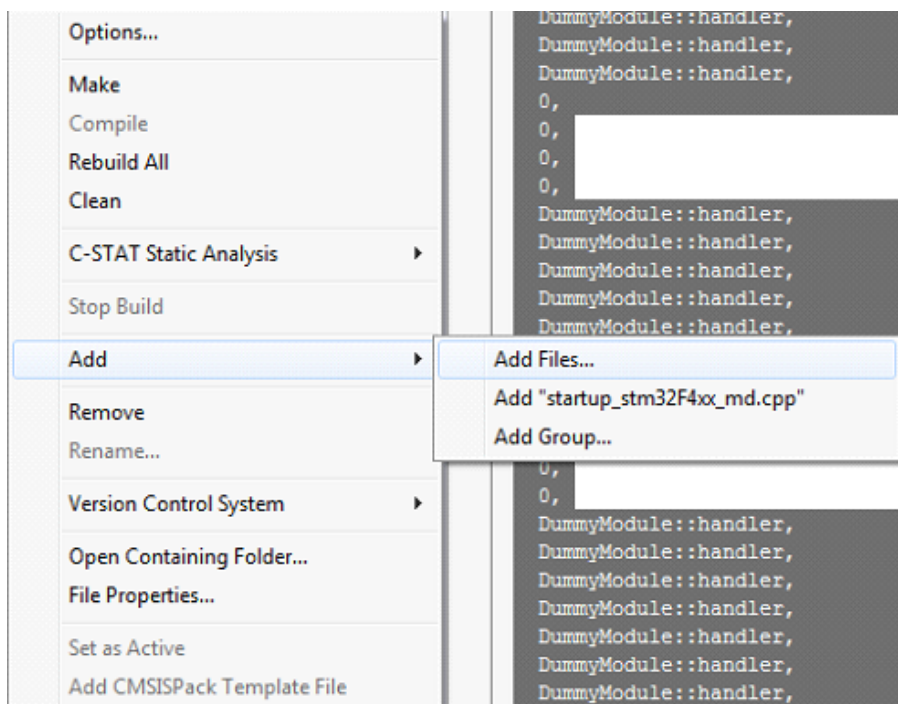 Options...
Make
Compile
Rebuild All
Clean
C-STAT Static Analysis
Stop Build
Add
Remove
Rename...
Version Control System
Open Containing Folder...
File Properties...
Set as Active
Add CMSISPack Template File
Add Files...
Add "startup_stm32F4xx_md.cpp"
Add Group...
DummyModule::handler,
DummyModule::handler,
DummyModule::handler,
0,
0,
0,
0,
DummyModule::handler,
DummyModule::handler,
DummyModule::handler,
DummyModule::handler,
DummyModule::handler,
0,
0,
DummyModule::handler,
DummyModule::handler,
DummyModule::handler,
DummyModule::handler,
DummyModule::handler,
DummyModule::handler,
DummyModule::handler,